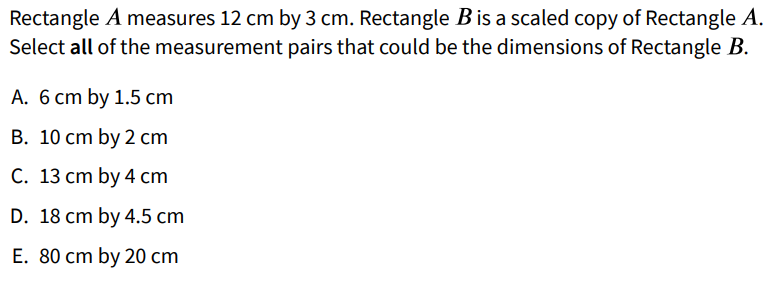 Rectangle A measures 12 cm by 3 cm. Rectangle B is a scaled copy of Rectangle A.
Select all of the measurement pairs that could be the dimensions of Rectangle B.
A. 6 cm by 1.5 cm
B. 10 cm by 2 cm
C. 13 cm by 4 cm
D. 18 cm by 4.5 cm
E. 80 cm by 20 cm